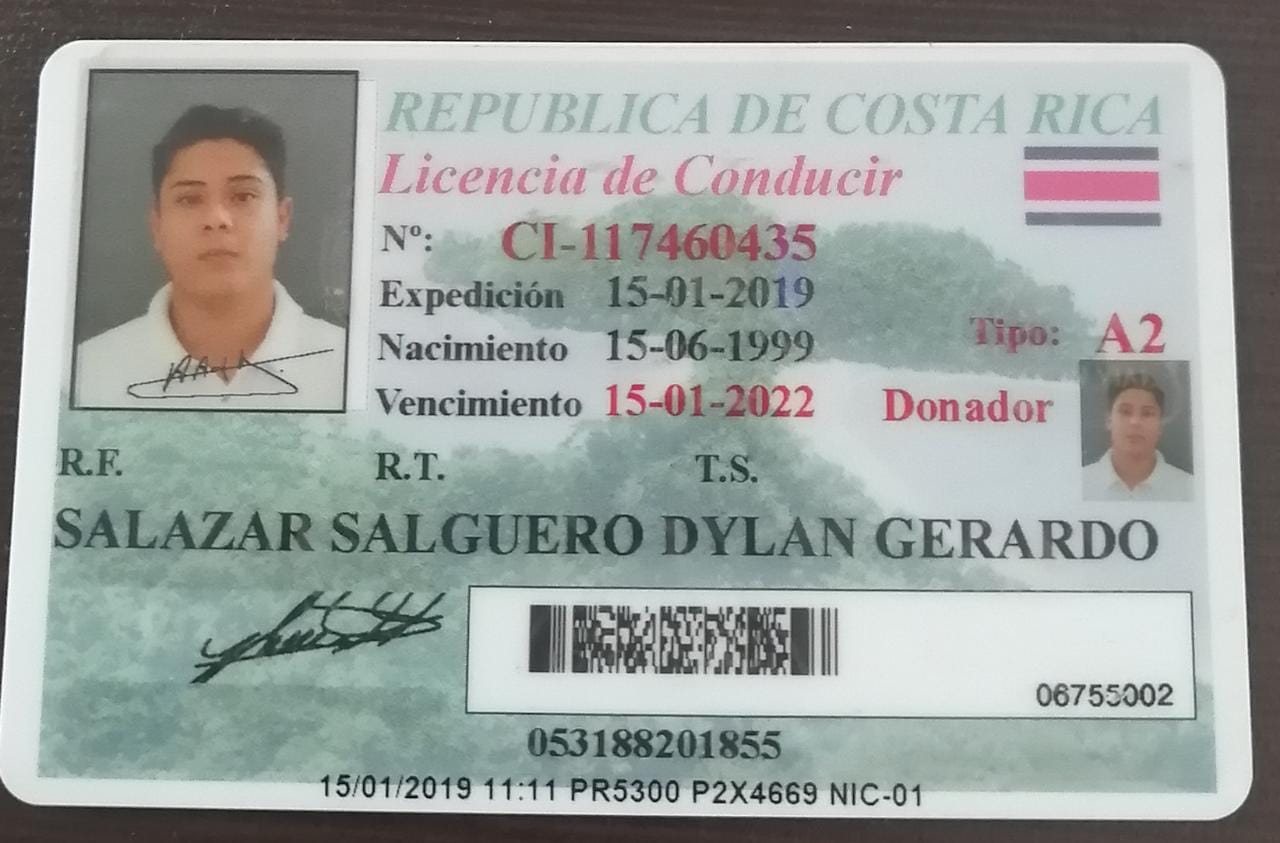 REPUBLICA DE COSTA RICA
Licencia de Conducir
Nº: CI-117460435
Expedición 15-01-2019
Nacimiento 15-06-1999
Tipo: A2
Vencimiento 15-01-2022
Donador
R.F. R.T. T.S.
SALAZAR SALGUERO DYLAN GERARDO
06755002
053188201855
15/01/2019 11:11 PR5300 P2X4669 NIC-01